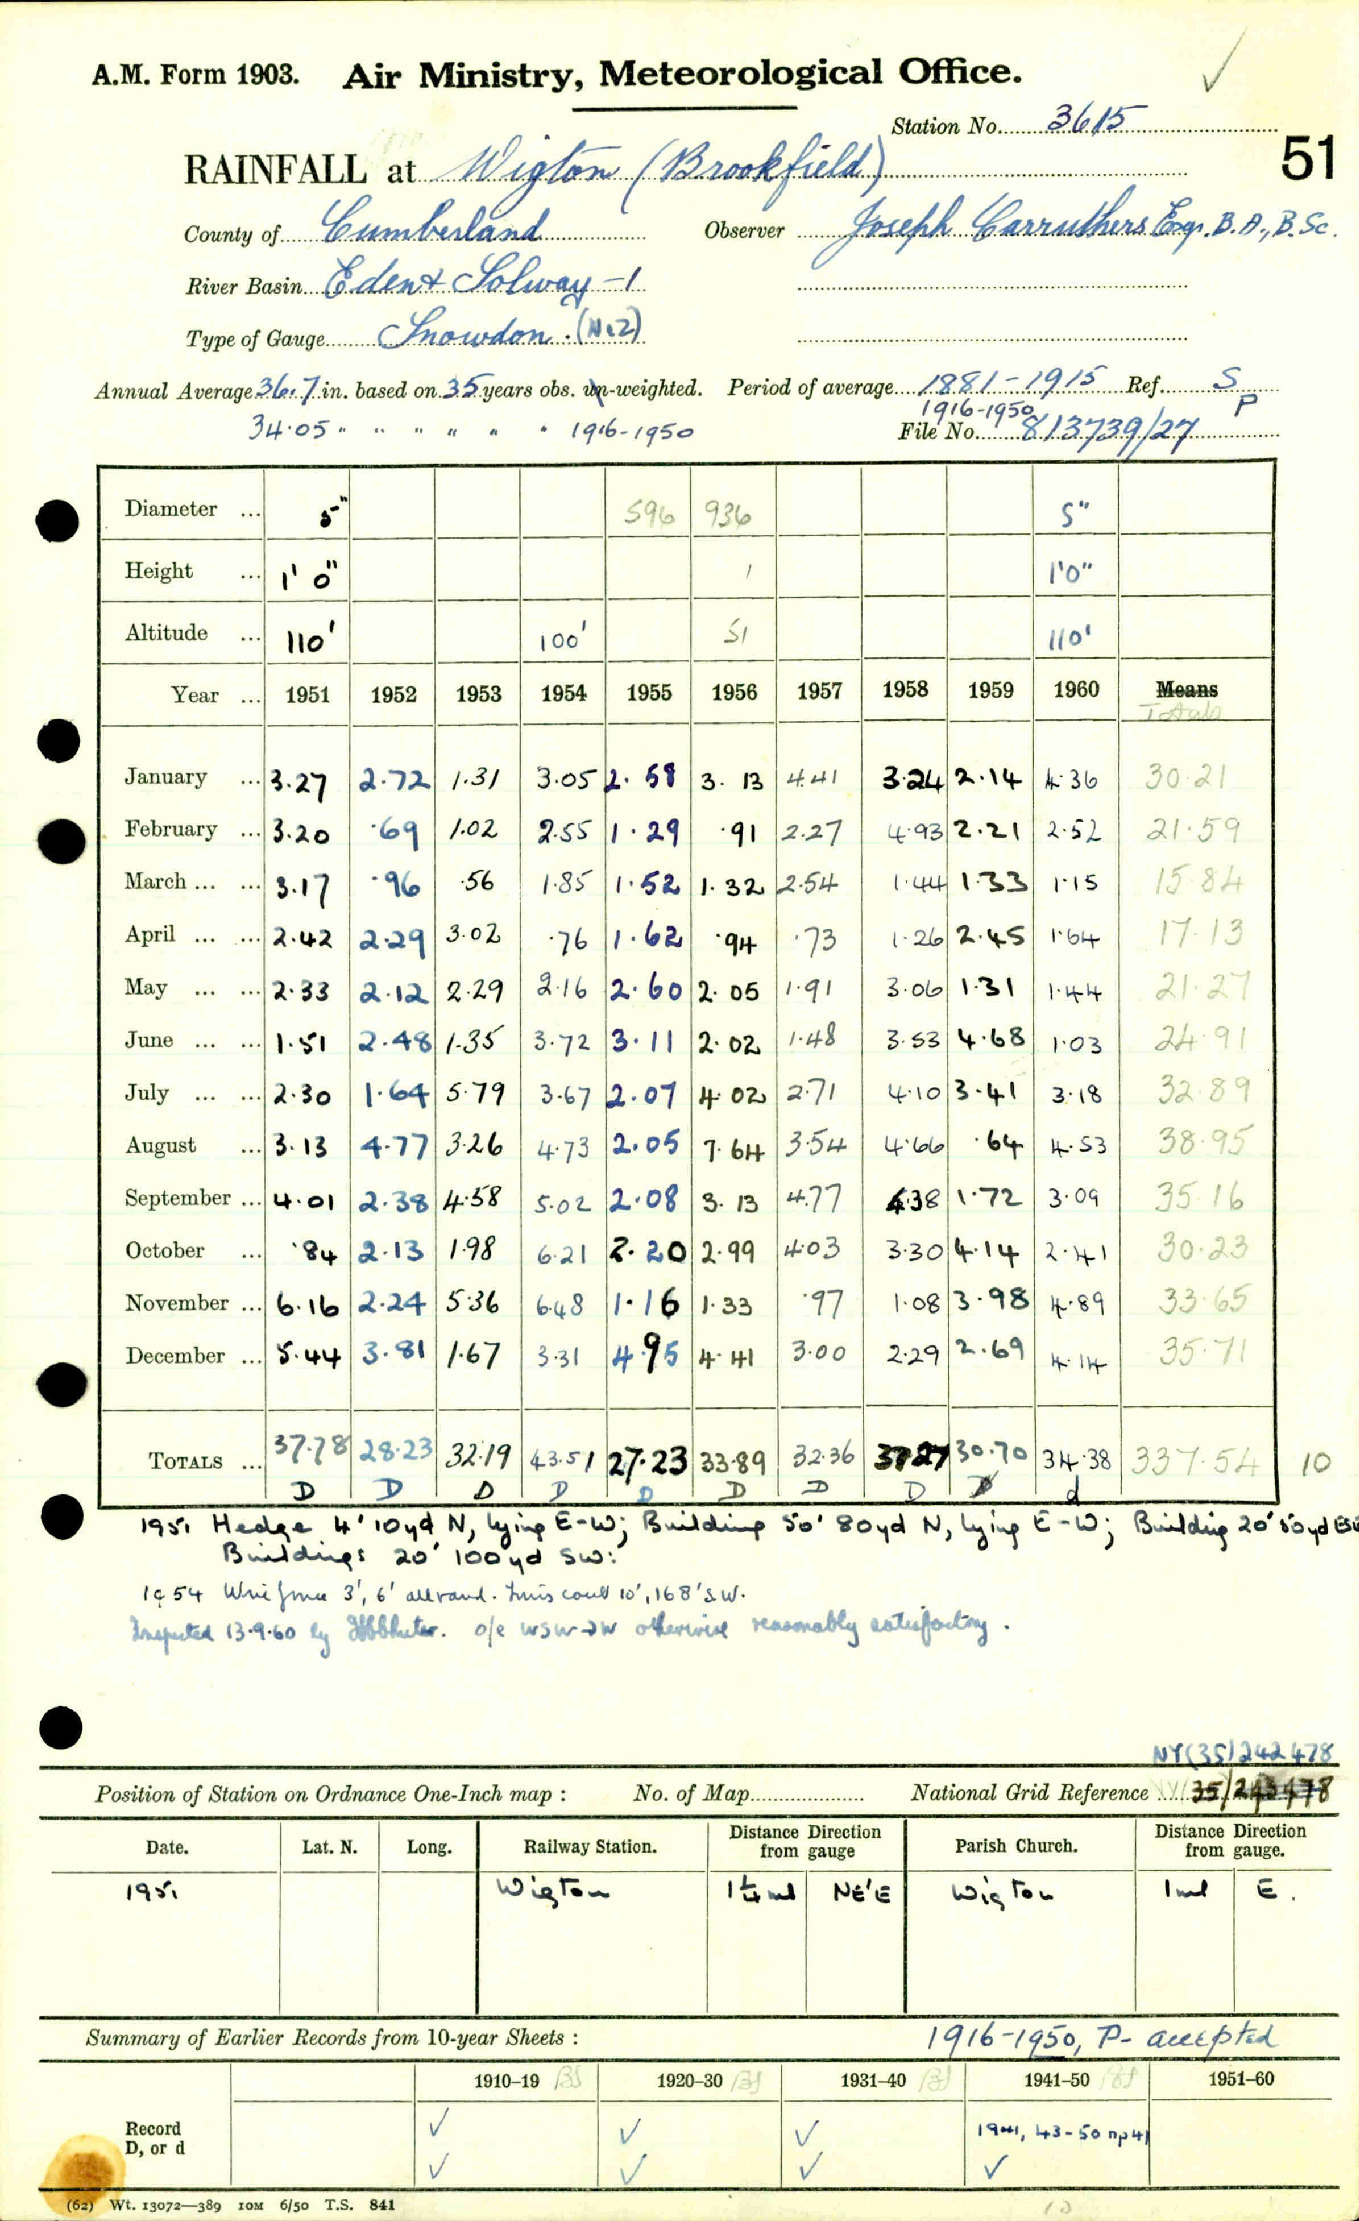 A.M. Form 1903. Air Ministry, Meteorological Office.
Station No. 3615
51
RAINFALL at Wigton (Brookfield)
County of Cumberland Observer Joseph Carruthers Esqr. B.A., B.Sc.
River Basin Eden & Solway -1
Type of Gauge Snowdon. (No2)
Annual Average 36.7 in. based on 35 years obs. un-weighted. Period of average 1881-1915 Ref. S
34.05 " " " " " " 1916-1950 1916-1950 P
File No. 813739/27
Diameter ... 5" 596 936 5"
Height ... 1' 0" 1 1'0"
Altitude ... 110' 100' 51 110'
Year ... 1951 1952 1953 1954 1955 1956 1957 1958 1959 1960 Means
Totals
January ... 3.27 2.72 1.31 3.05 2.58 3.13 4.41 3.24 2.14 4.36 30.21
February ... 3.20 .69 1.02 2.55 1.29 .91 2.27 4.93 2.21 2.52 21.59
March ... ... 3.17 .96 .56 1.85 1.52 1.32 2.54 1.44 1.33 1.15 15.84
April ... ... 2.42 2.29 3.02 .76 1.62 .94 .73 1.26 2.45 1.64 17.13
May ... ... 2.33 2.12 2.29 2.16 2.60 2.05 1.91 3.06 1.31 1.44 21.27
June ... ... 1.51 2.48 1.35 3.72 3.11 2.02 1.48 3.53 4.68 1.03 24.91
July ... ... 2.30 1.64 5.79 3.67 2.07 4.02 2.71 4.10 3.41 3.18 32.89
August ... 3.13 4.77 3.26 4.73 2.05 7.64 3.54 4.66 .64 4.53 38.95
September ... 4.01 2.38 4.58 5.02 2.08 3.13 4.77 4.38 1.72 3.09 35.16
October ... .84 2.13 1.98 6.21 2.20 2.99 4.03 3.30 4.14 2.41 30.23
November ... 6.16 2.24 5.36 6.48 1.16 1.33 .97 1.08 3.98 4.89 33.65
December ... 5.44 3.81 1.67 3.31 4.95 4.41 3.00 2.29 2.69 4.14 35.71
TOTALS ... 37.78 28.23 32.19 43.51 27.23 33.89 32.36 37.27 30.70 34.38 337.54 10
D D D D D D D D D d
1951 Hedge 4' 10yd N, lying E-W; Building 50' 80yd N, lying E-W; Building 20' 50yd ESE
Buildings 20' 100yd SW:
1954 Wire fence 3', 6' all round. Tennis court 10', 168' SW.
Inspected 13.9.60 by o/e WSW→W otherwise reasonably satisfactory.
NY(35)242478
Position of Station on Ordnance One-Inch map : No. of Map National Grid Reference NY(35)243478
Date. Lat. N. Long. Railway Station. Distance Direction from gauge Parish Church. Distance Direction from gauge.
1951 Wigton 1¼ml NE'E Wigton 1ml E.
Summary of Earlier Records from 10-year Sheets : 1916-1950, P- accepted
1910–19 1920–30 1931–40 1941–50 1951–60
Record ✓ ✓ ✓ 1941, 43-50 np41
D, or d ✓ ✓ ✓ ✓
(62) Wt. 13072—389 10M 6/50 T.S. 841